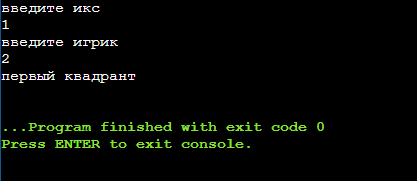 введите икс
1
введите игрик
2
первый квадрант
...Program finished with exit code 0
Press ENTER to exit console.